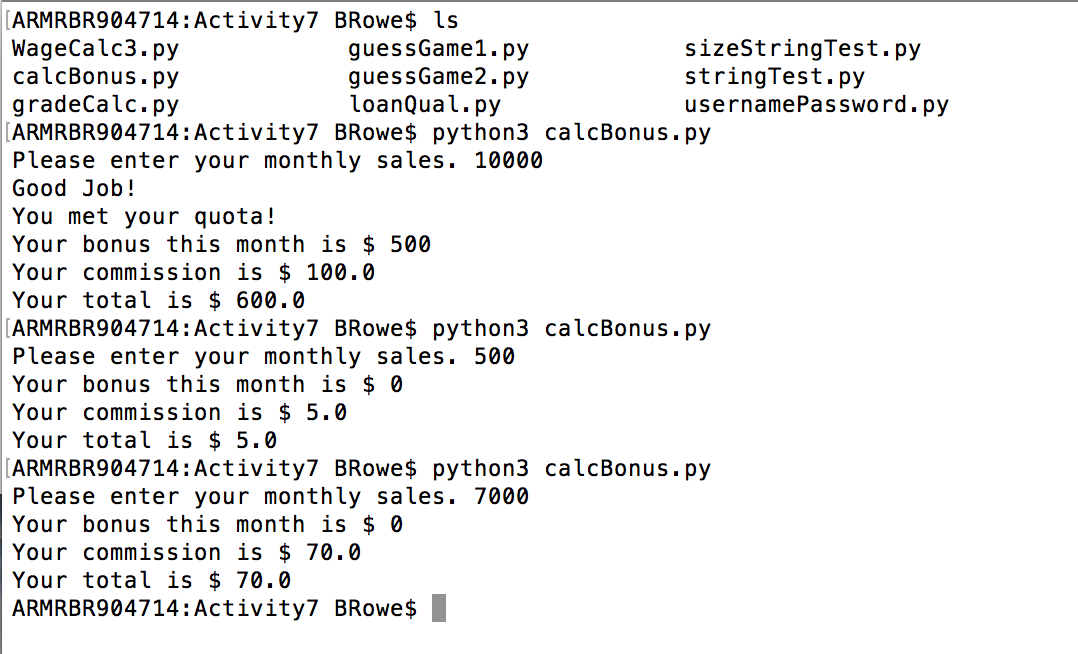 [ARMRBR904714:Activity7 BRowe$ ls
WageCalc3.py guessGame1.py sizeStringTest.py
calcBonus.py guessGame2.py stringTest.py
gradeCalc.py loanQual.py usernamePassword.py
[ARMRBR904714:Activity7 BRowe$ python3 calcBonus.py
Please enter your monthly sales. 10000
Good Job!
You met your quota!
Your bonus this month is $ 500
Your commission is $ 100.0
Your total is $ 600.0
[ARMRBR904714:Activity7 BRowe$ python3 calcBonus.py
Please enter your monthly sales. 500
Your bonus this month is $ 0
Your commission is $ 5.0
Your total is $ 5.0
[ARMRBR904714:Activity7 BRowe$ python3 calcBonus.py
Please enter your monthly sales. 7000
Your bonus this month is $ 0
Your commission is $ 70.0
Your total is $ 70.0
ARMRBR904714:Activity7 BRowe$